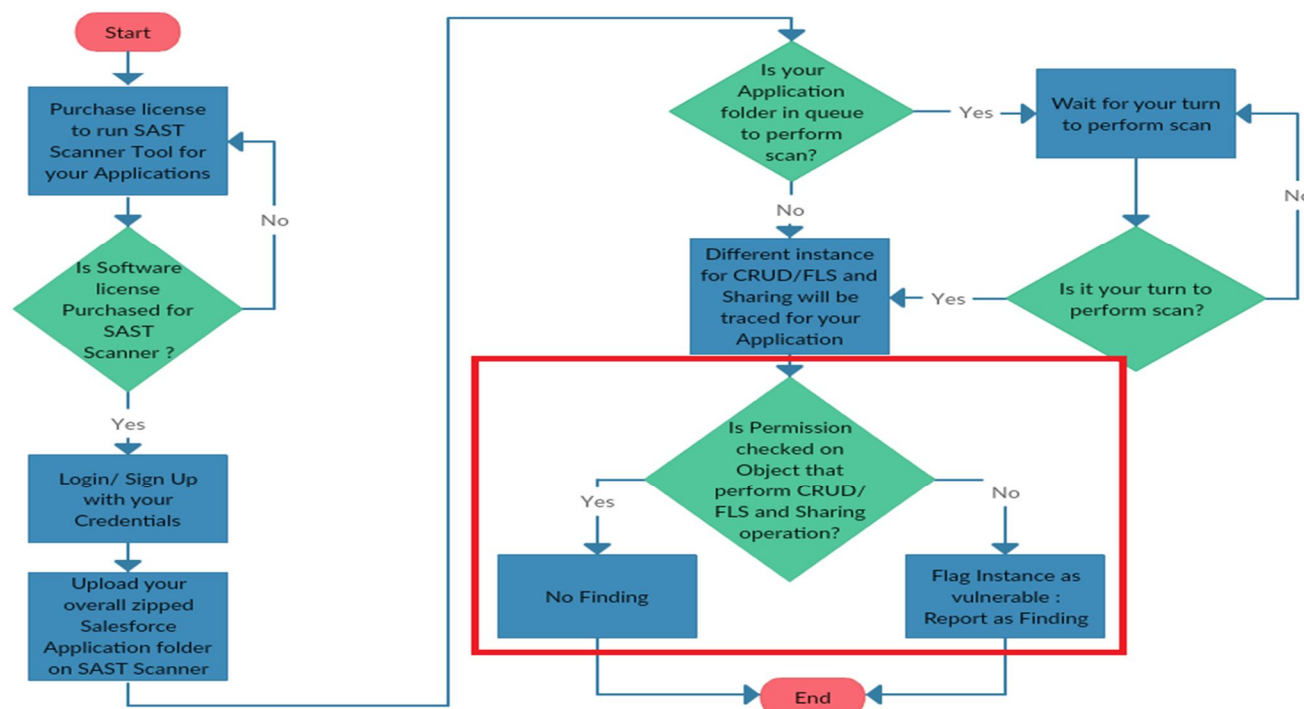 Start
Purchase license
to run SAST
Scanner Tool for
your Applications
No
Is Software
license
Purchased for
SAST
Scanner ?
Yes
Login/ Sign Up
with your
Credentials
Upload your
overall zipped
Salesforce
Application folder
on SAST Scanner
Is your
Application
folder in queue
to perform
scan?
Yes
Wait for your turn
to perform scan
No
No
Different instance
for CRUD/FLS and
Sharing will be
traced for your
Application
Yes
Is it your turn to
perform scan?
Is Permission
checked on
Object that
perform CRUD/
FLS and Sharing
operation?
Yes
No
No Finding
Flag Instance as
vulnerable :
Report as Finding
End